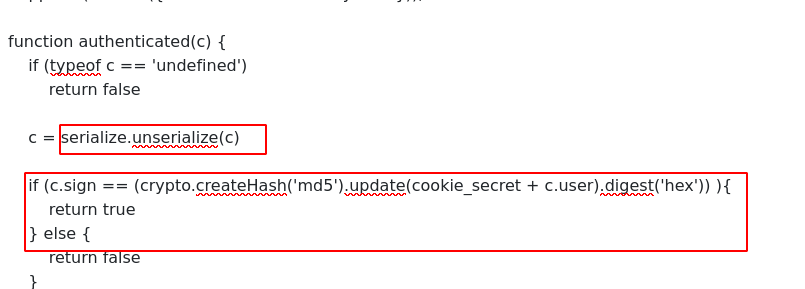 function authenticated(c) {
if (typeof c == 'undefined')
return false
c = serialize.unserialize(c)
if (c.sign == (crypto.createHash('md5').update(cookie_secret + c.user).digest('hex')) ){
return true
} else {
return false
}